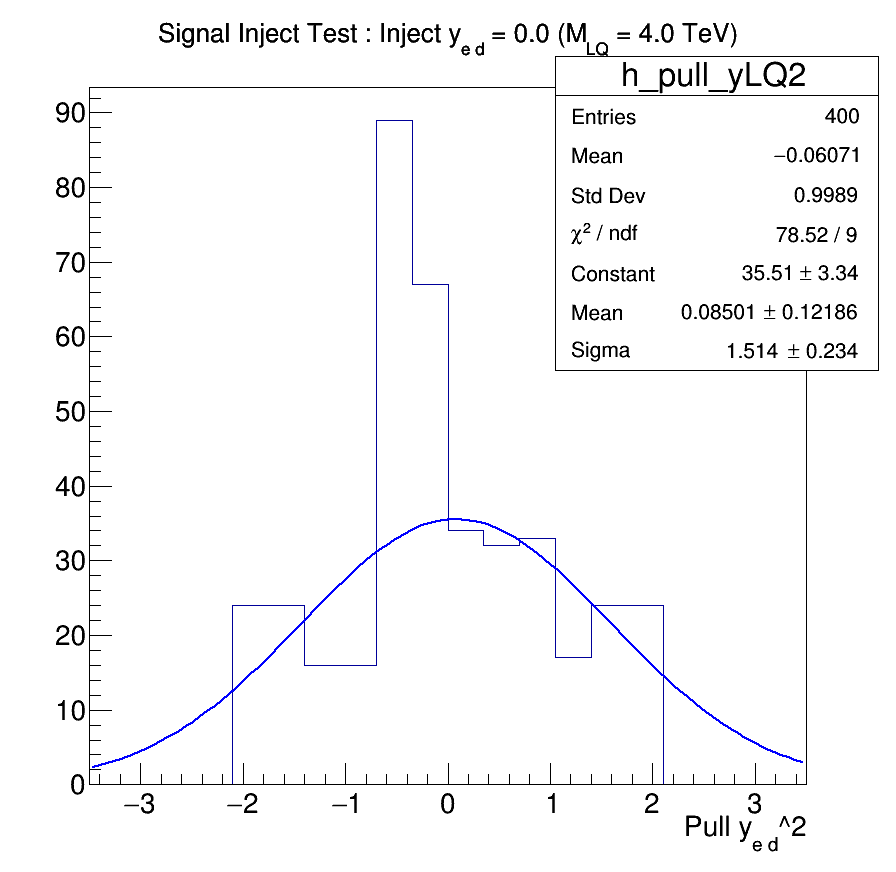 Signal Inject Test : Inject y_{e d} = 0.0 (M_{LQ} = 4.0 TeV)
h_pull_yLQ2
Entries 400
Mean −0.06071
Std Dev 0.9989
χ² / ndf 78.52 / 9
Constant 35.51 ± 3.34
Mean 0.08501 ± 0.12186
Sigma 1.514 ± 0.234
90
80
70
60
50
40
30
20
10
0
−3 −2 −1 0 1 2 3
Pull y_{e d}^2